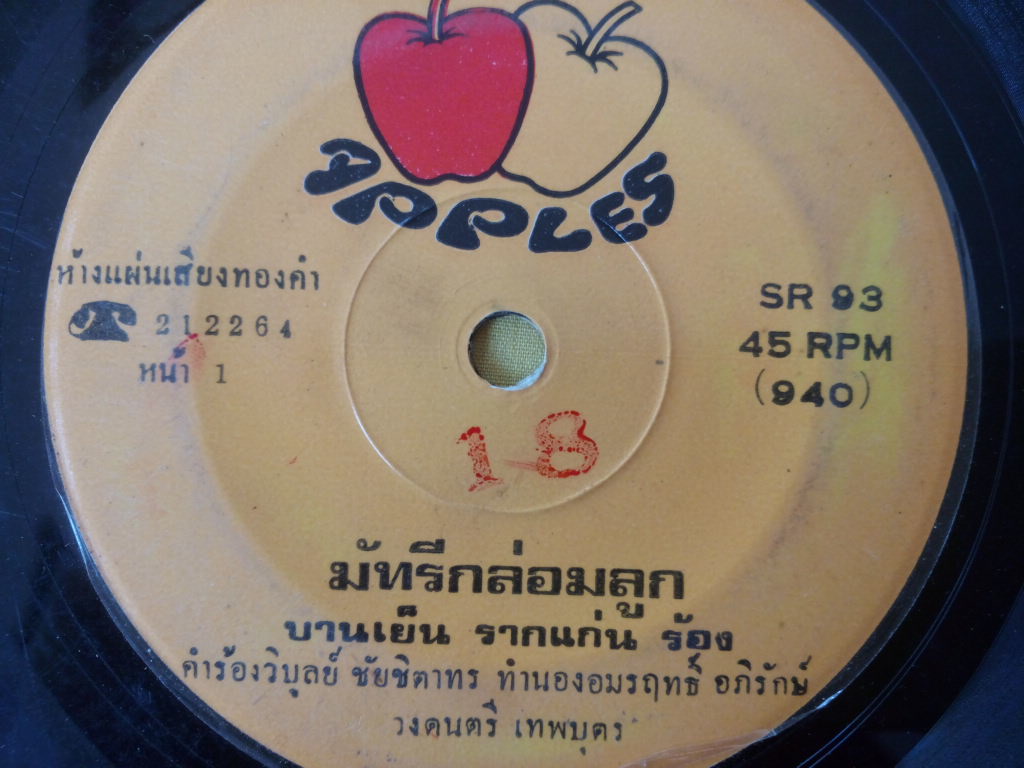 APPLES
ห้างแผ่นเสียงทองคำ
212264
หน้า 1
SR 93
45 RPM
(940)
18
มัทรีกล่อมลูก
บานเย็น รากแก่น ร้อง
คำร้องวิบุลย์ ชัยชิตาทร ทำนองอมรฤทธิ์ อภิรักษ์
วงดนตรี เทพบุตร